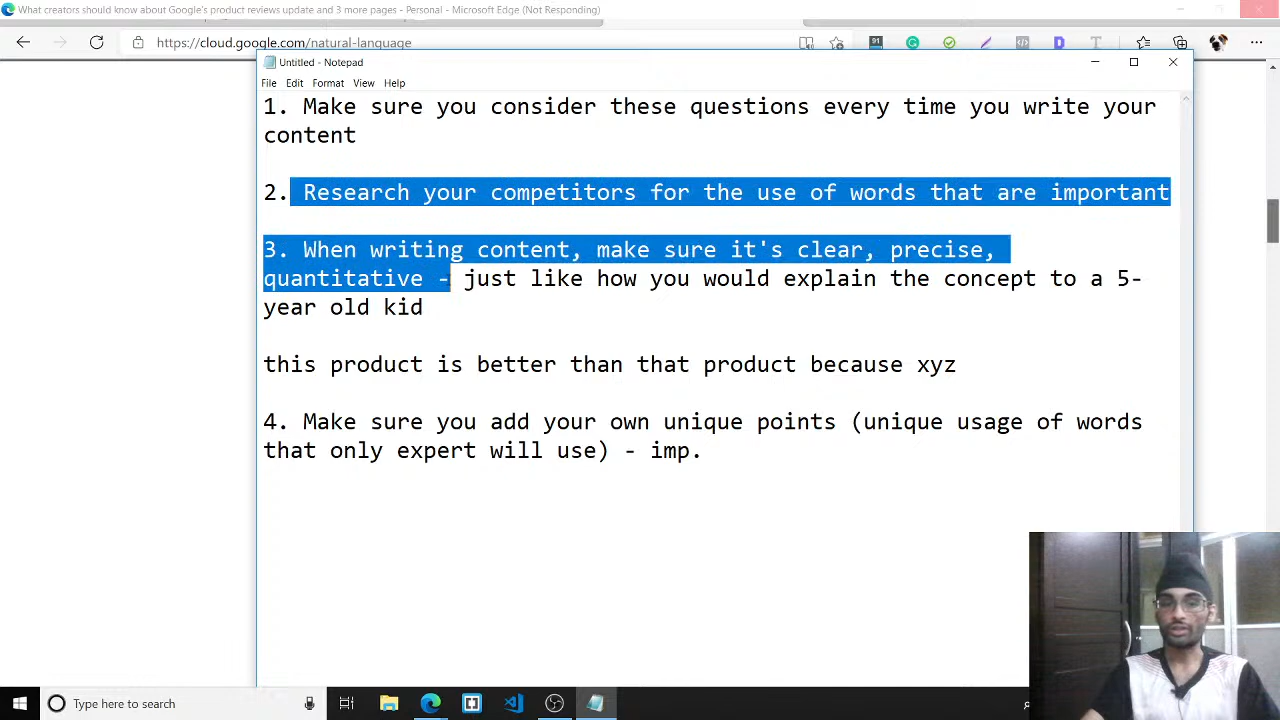 What creators should know about Google's product reviews update and 3 more pages - Personal - Microsoft Edge (Not Responding)
https://cloud.google.com/natural-language
91
Untitled - Notepad
File Edit Format View Help
1. Make sure you consider these questions every time you write your
content
2. Research your competitors for the use of words that are important
3. When writing content, make sure it's clear, precise,
quantitative - just like how you would explain the concept to a 5-
year old kid
this product is better than that product because xyz
4. Make sure you add your own unique points (unique usage of words
that only expert will use) - imp.
Type here to search